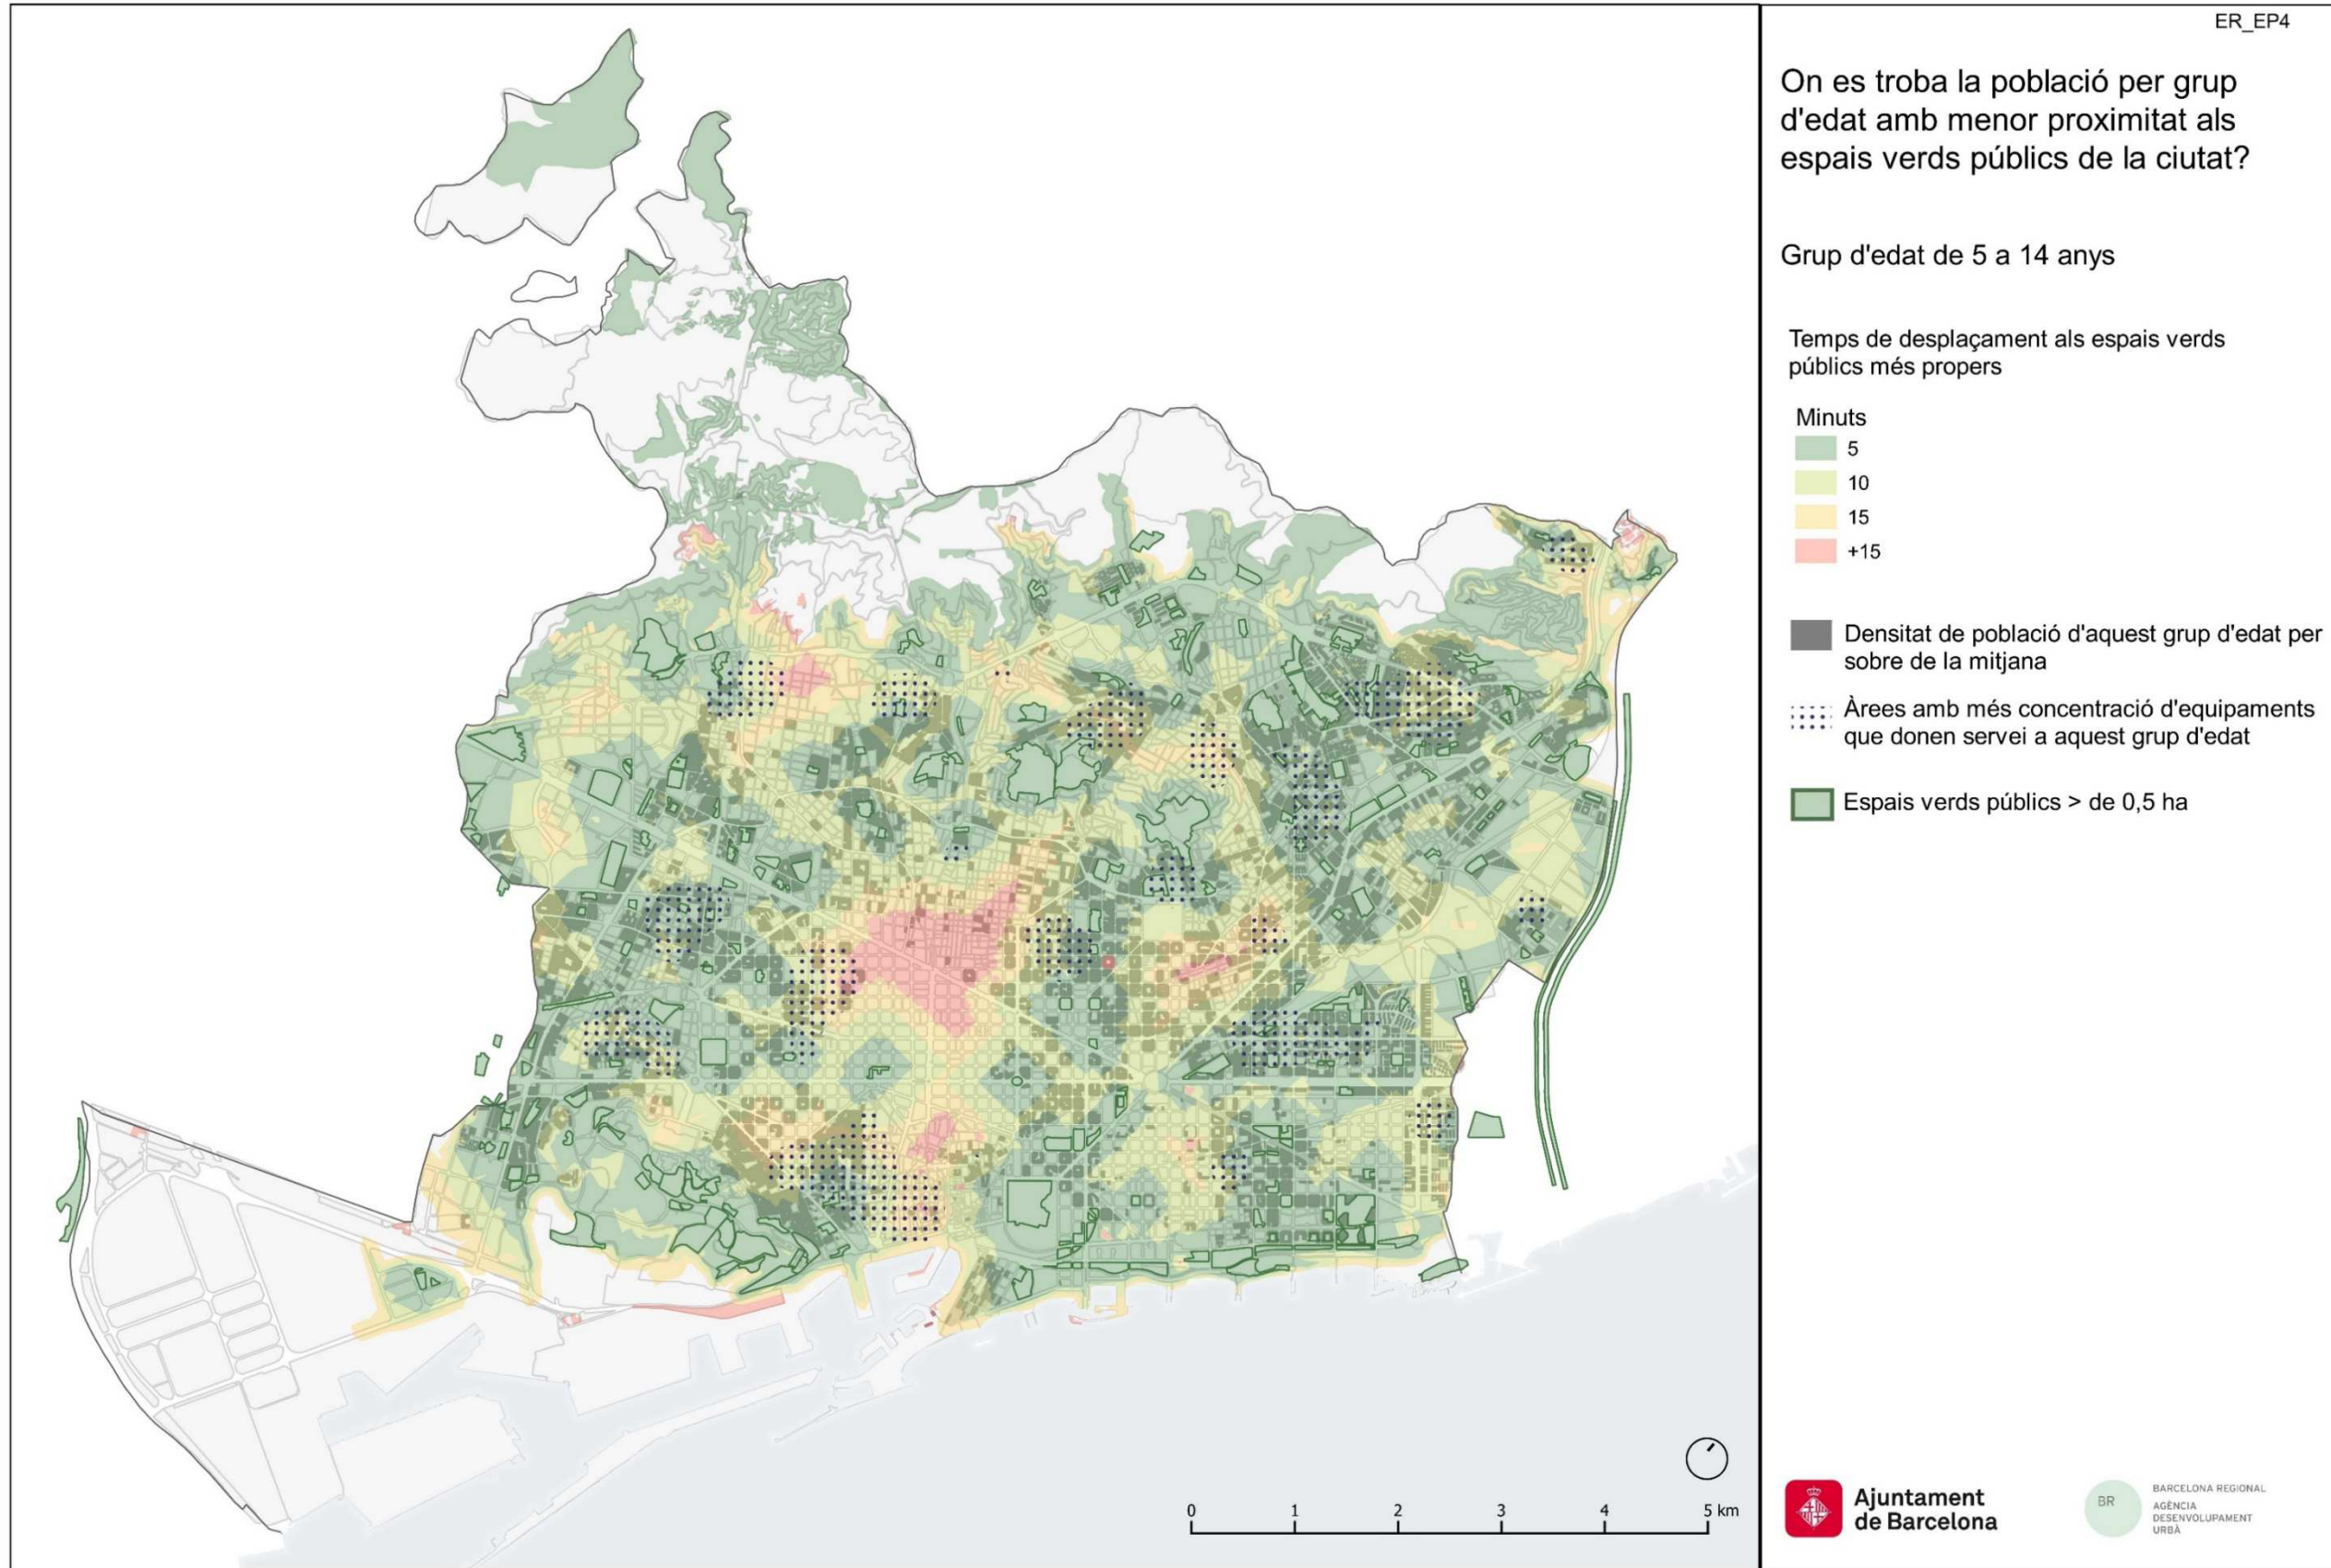 ER_EP4
On es troba la població per grup
d'edat amb menor proximitat als
espais verds públics de la ciutat?
Grup d'edat de 5 a 14 anys
Temps de desplaçament als espais verds
públics més propers
Minuts
5
10
15
+15
Densitat de població d'aquest grup d'edat per
sobre de la mitjana
Àrees amb més concentració d'equipaments
que donen servei a aquest grup d'edat
Espais verds públics > de 0,5 ha
0 1 2 3 4 5 km
Ajuntament
de Barcelona
BR
BARCELONA REGIONAL
AGÈNCIA
DESENVOLUPAMENT
URBÀ